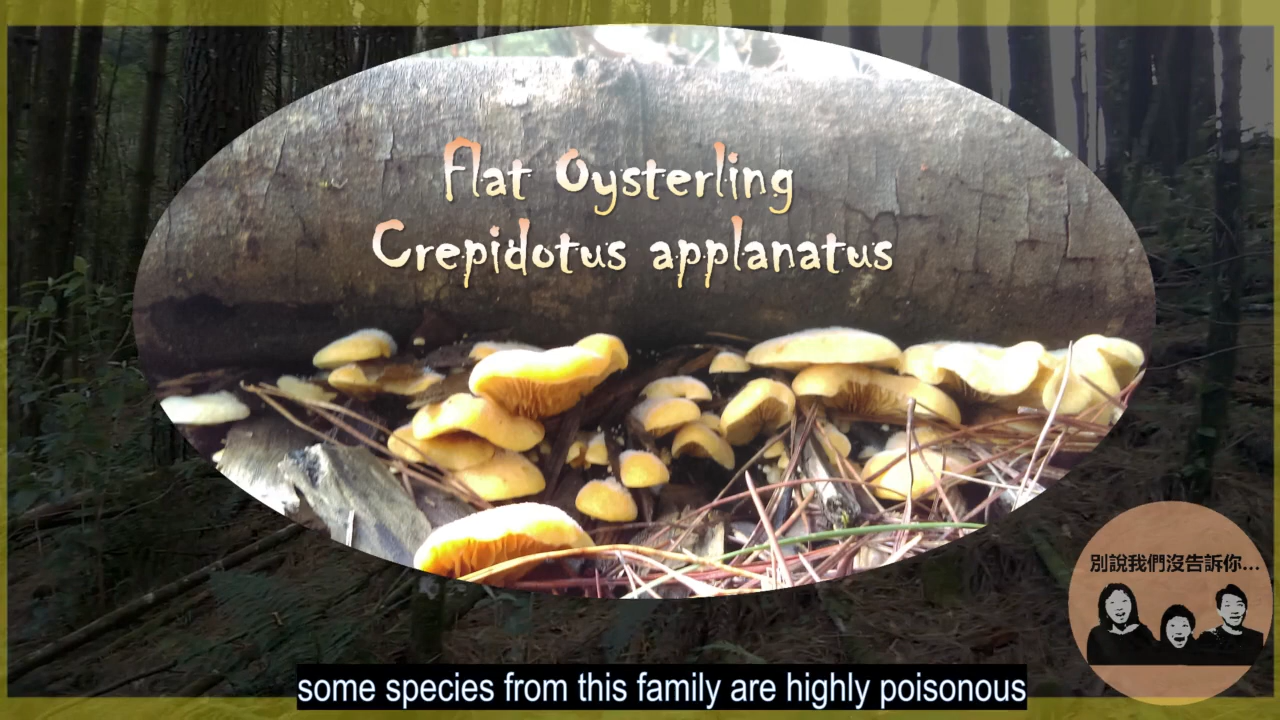 Flat Oysterling
Crepidotus applanatus
別說我們沒告訴你...
some species from this family are highly poisonous